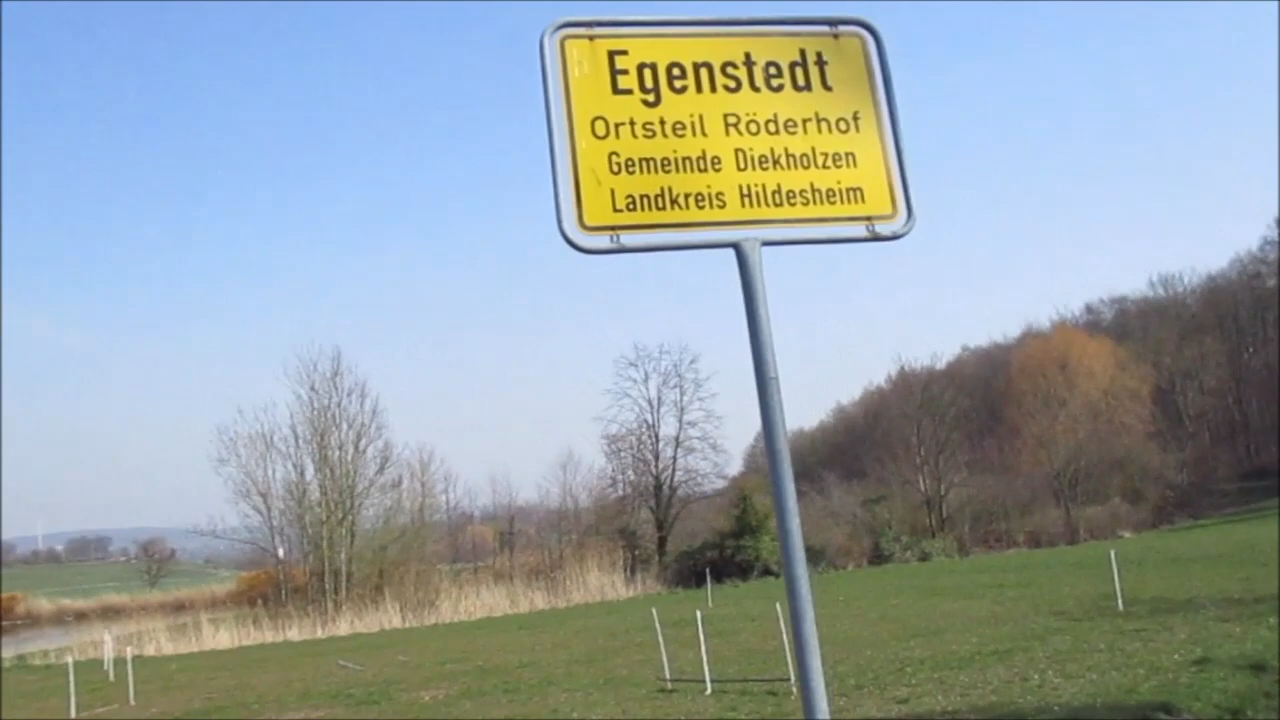 Egenstedt
Ortsteil Röderhof
Gemeinde Diekholzen
Landkreis Hildesheim